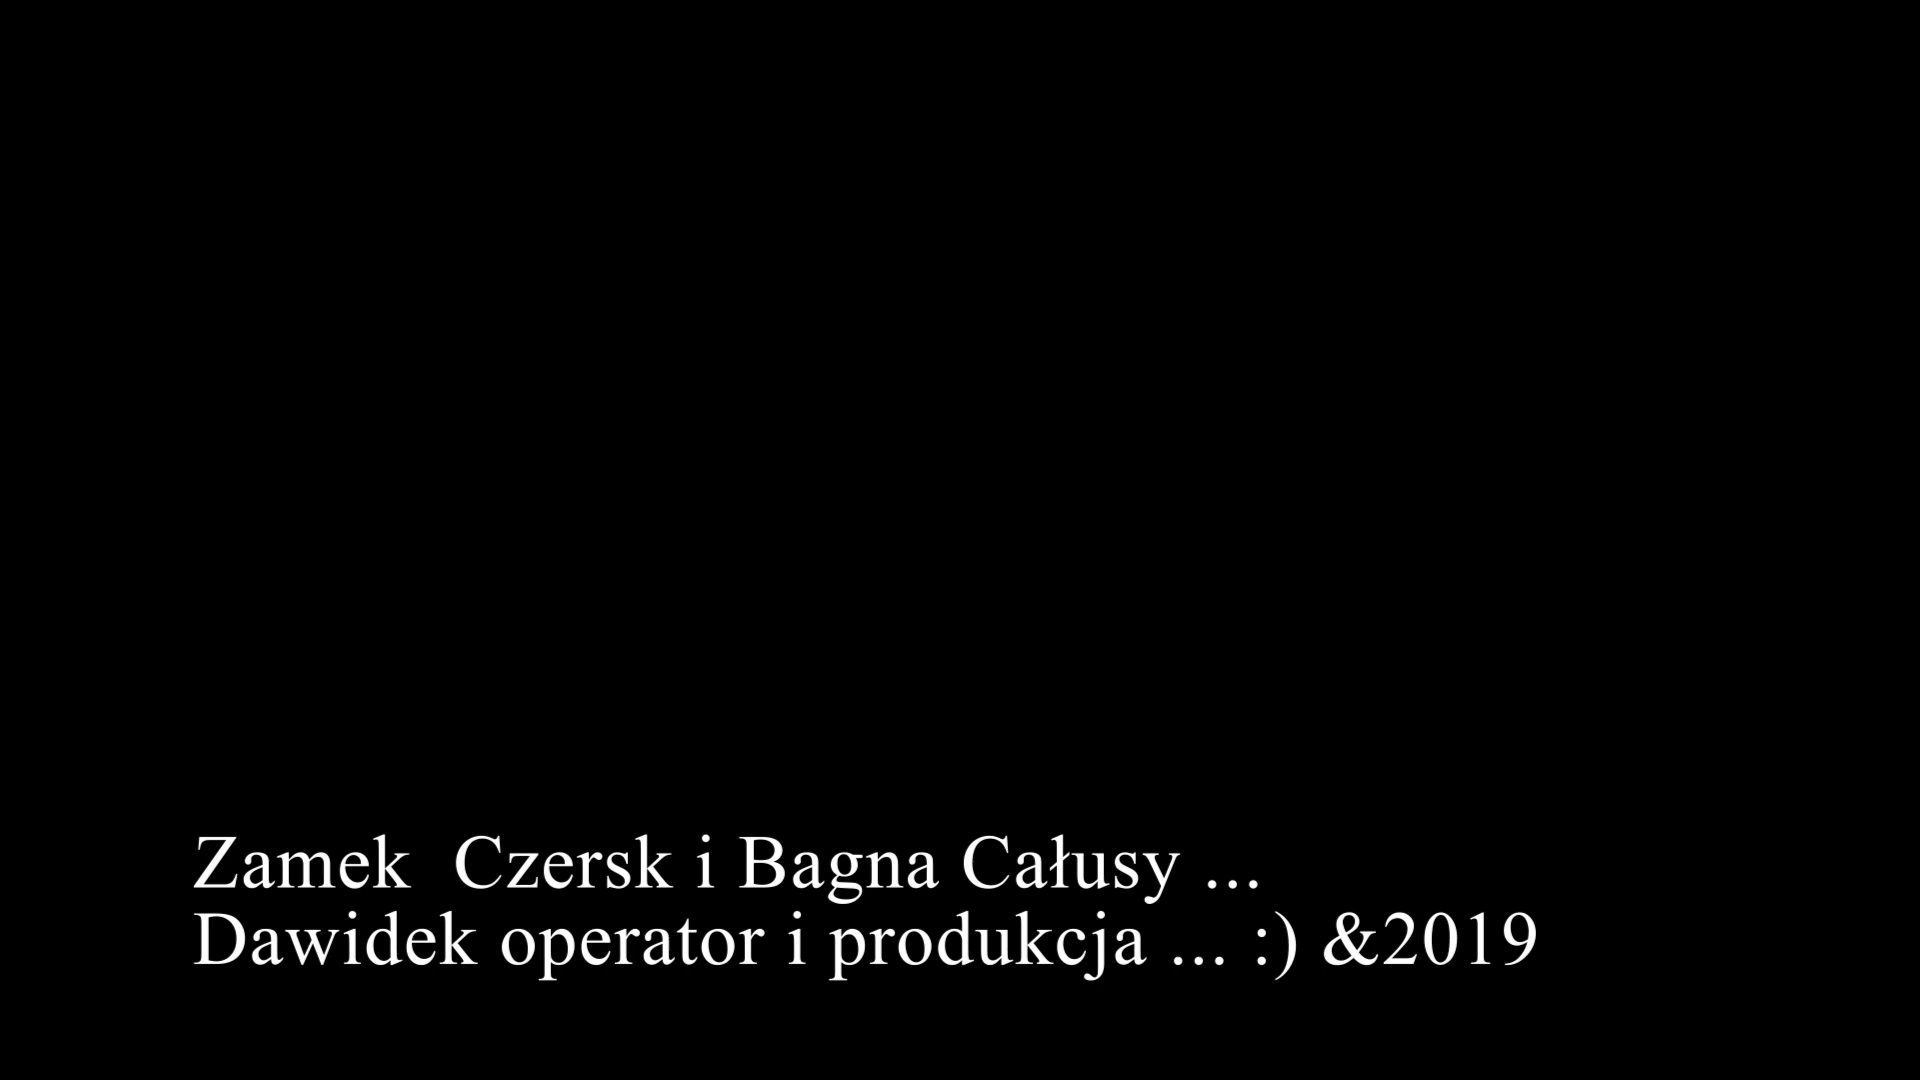 Zamek  Czersk i Bagna Całusy ...
Dawidek operator i produkcja ... :) &2019